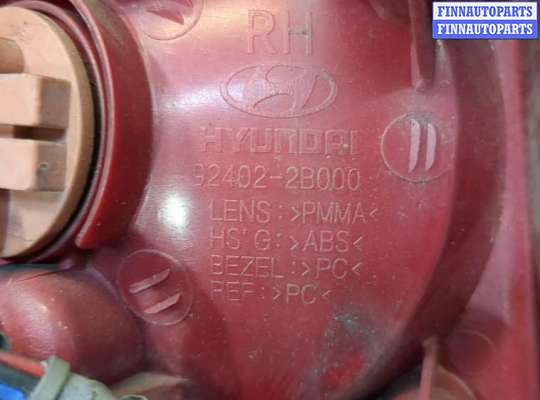 FINNAUTOPARTS
FINNAUTOPARTS
RH
HYUNDAI
92402-2B000
LENS:>PMMA<
HS'G:>ABS<
BEZEL:>PC<
REF:>PC<